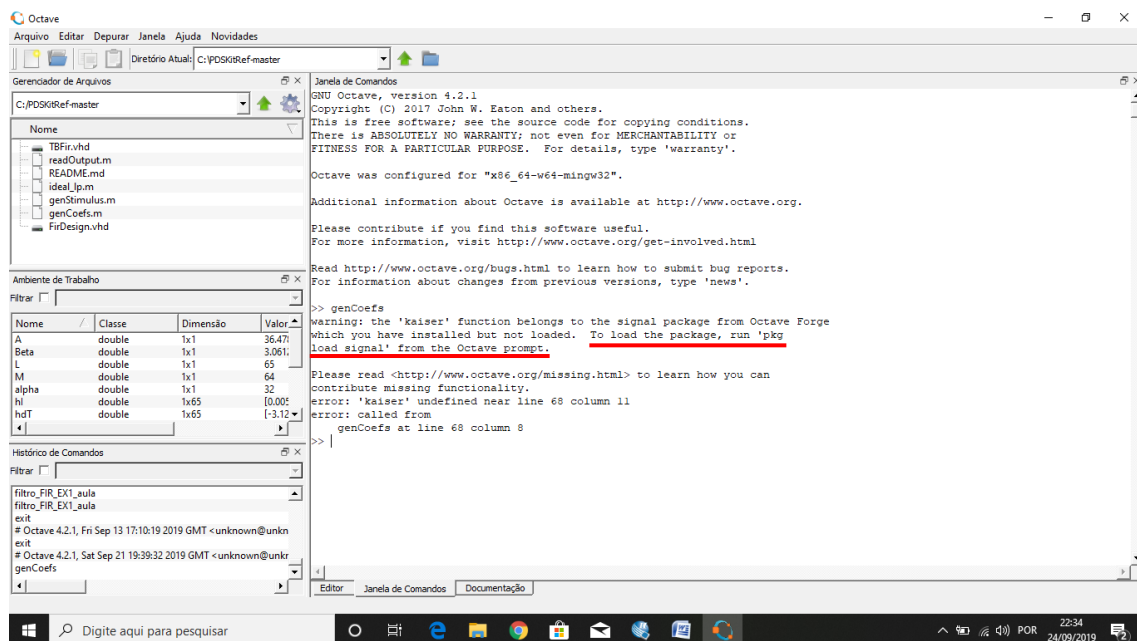 Octave
Arquivo Editar Depurar Janela Ajuda Novidades
Diretório Atual: C:\PDSKitRef-master
Gerenciador de Arquivos
C:/PDSKitRef-master
Nome
TBFir.vhd
readOutput.m
README.md
ideal_lp.m
genStimulus.m
genCoefs.m
FirDesign.vhd
Ambiente de Trabalho
Filtrar
Nome Classe Dimensão Valor
A double 1x1 36.47
Beta double 1x1 3.061
L double 1x1 65
M double 1x1 64
alpha double 1x1 32
hl double 1x65 [0.005
hdT double 1x65 [-3.12
Histórico de Comandos
Filtrar
filtro_FIR_EX1_aula
filtro_FIR_EX1_aula
exit
# Octave 4.2.1, Fri Sep 13 17:10:19 2019 GMT <unknown@unkn
exit
# Octave 4.2.1, Sat Sep 21 19:39:32 2019 GMT <unknown@unkr
genCoefs
Janela de Comandos
GNU Octave, version 4.2.1
Copyright (C) 2017 John W. Eaton and others.
This is free software; see the source code for copying conditions.
There is ABSOLUTELY NO WARRANTY; not even for MERCHANTABILITY or
FITNESS FOR A PARTICULAR PURPOSE. For details, type 'warranty'.
Octave was configured for "x86_64-w64-mingw32".
Additional information about Octave is available at http://www.octave.org.
Please contribute if you find this software useful.
For more information, visit http://www.octave.org/get-involved.html
Read http://www.octave.org/bugs.html to learn how to submit bug reports.
For information about changes from previous versions, type 'news'.
>> genCoefs
warning: the 'kaiser' function belongs to the signal package from Octave Forge
which you have installed but not loaded. To load the package, run 'pkg
load signal' from the Octave prompt.
Please read <http://www.octave.org/missing.html> to learn how you can
contribute missing functionality.
error: 'kaiser' undefined near line 68 column 11
error: called from
genCoefs at line 68 column 8
>>
Editor Janela de Comandos Documentação
Digite aqui para pesquisar
POR
22:34
24/09/2019